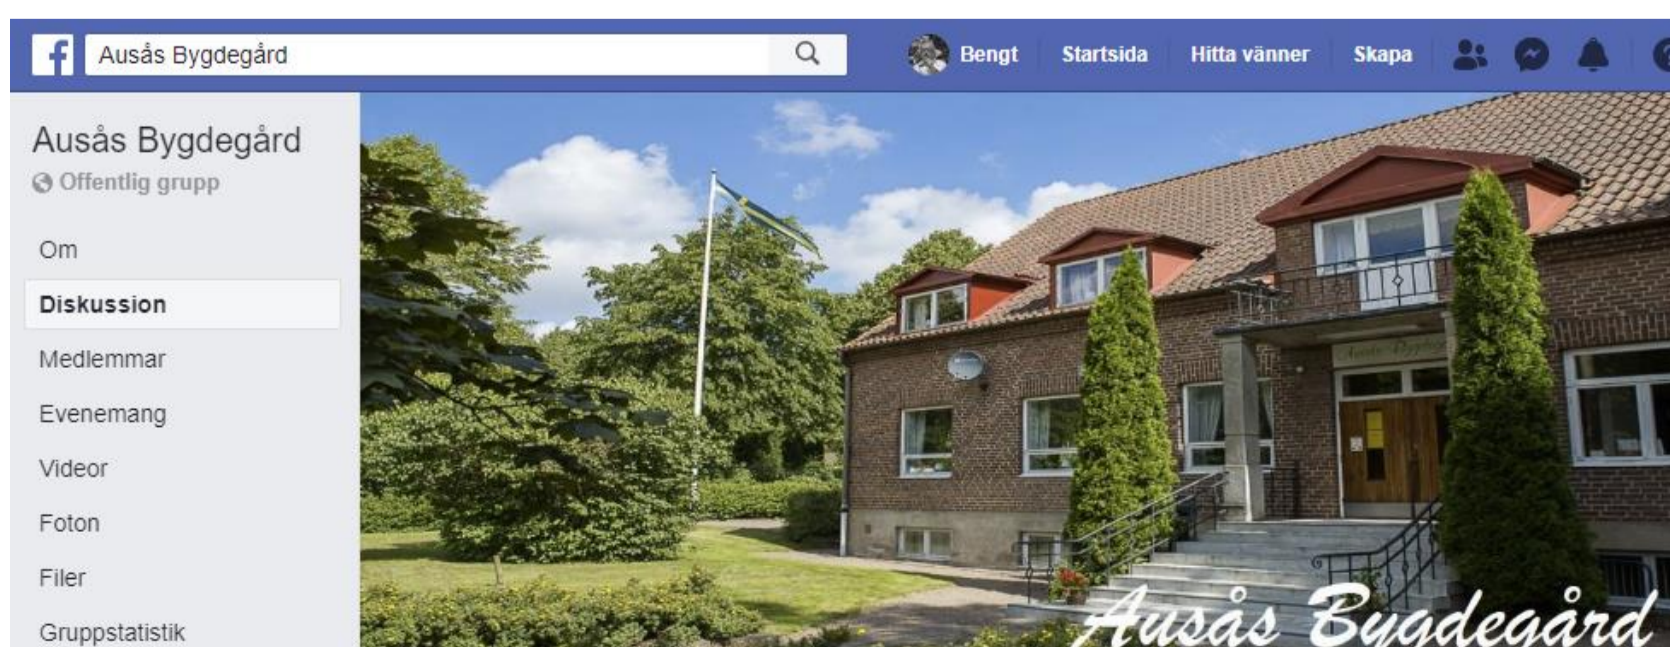 Ausås Bygdegård
Bengt Startsida Hitta vänner Skapa
Ausås Bygdegård
Offentlig grupp
Om
Diskussion
Medlemmar
Evenemang
Videor
Foton
Filer
Gruppstatistik
Ausås Bygdegård